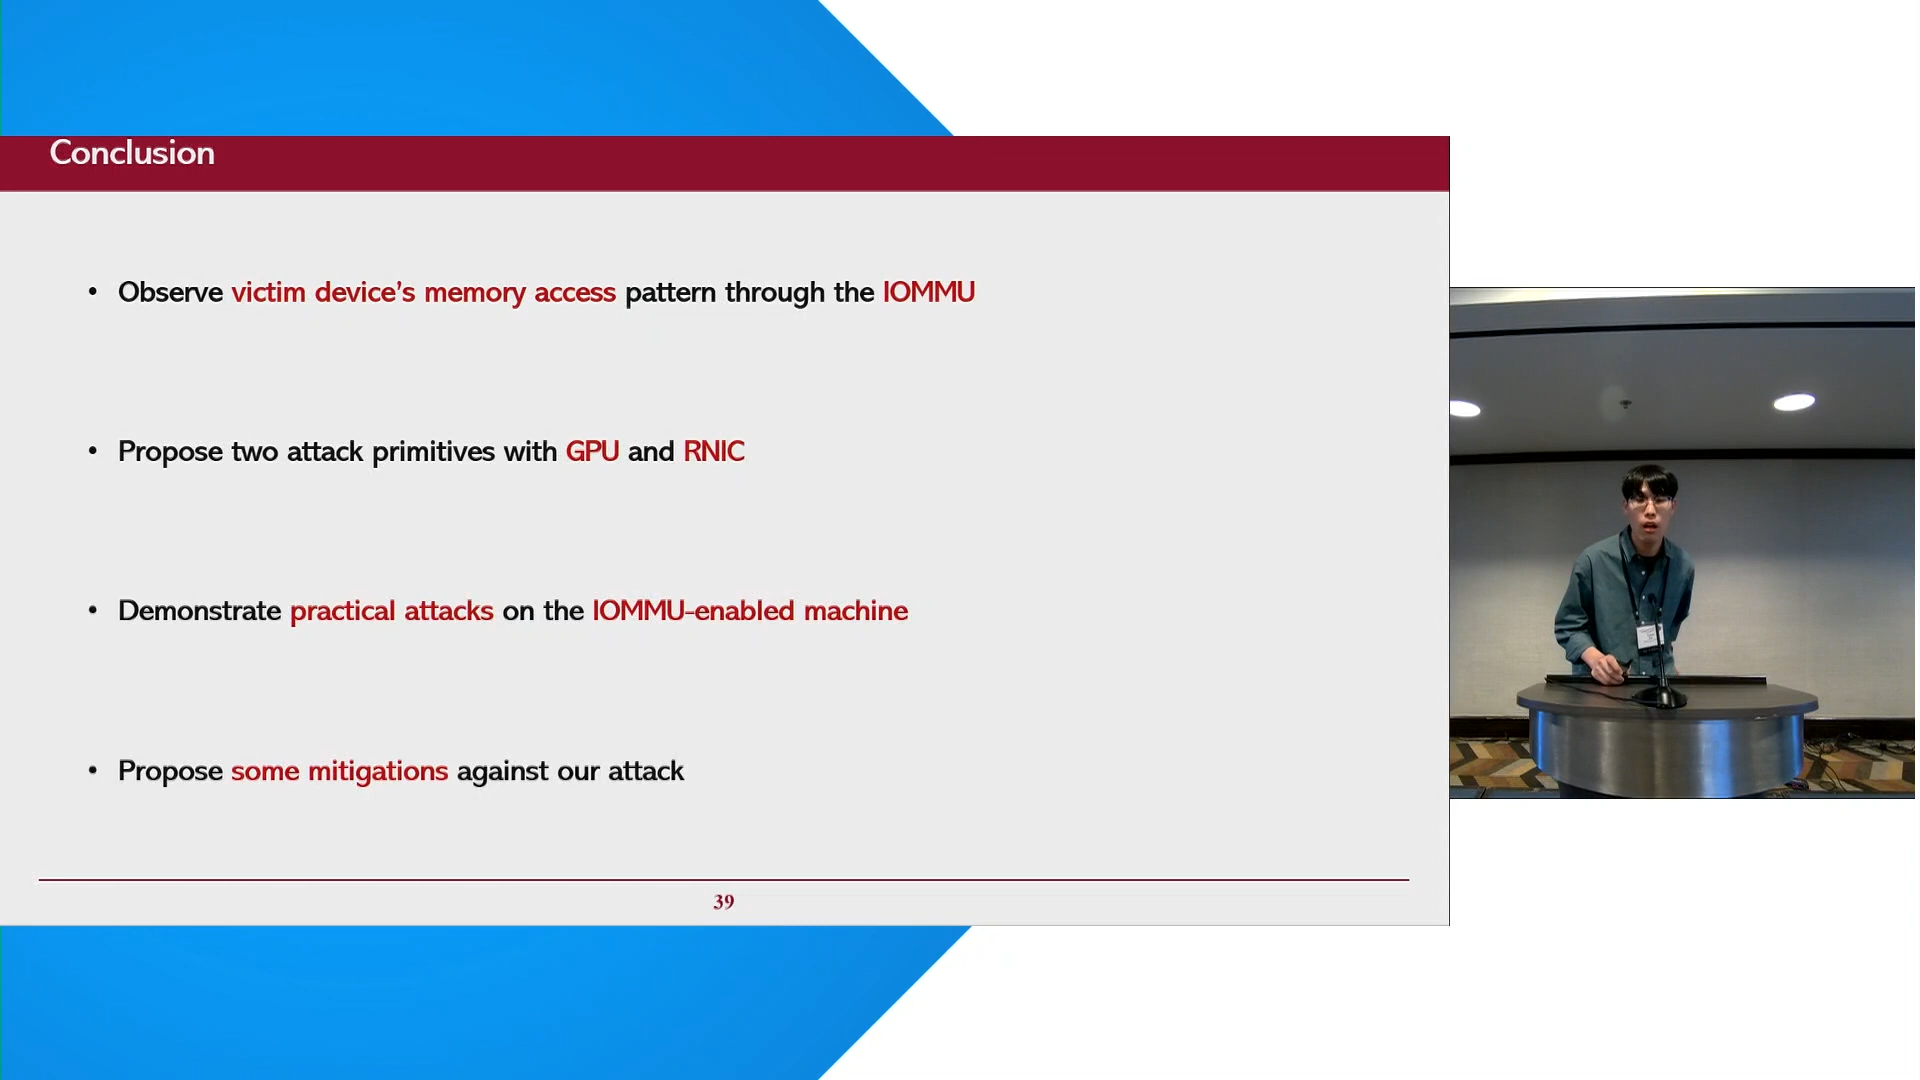 Conclusion
• Observe victim device's memory access pattern through the IOMMU
• Propose two attack primitives with GPU and RNIC
• Demonstrate practical attacks on the IOMMU-enabled machine
• Propose some mitigations against our attack
39